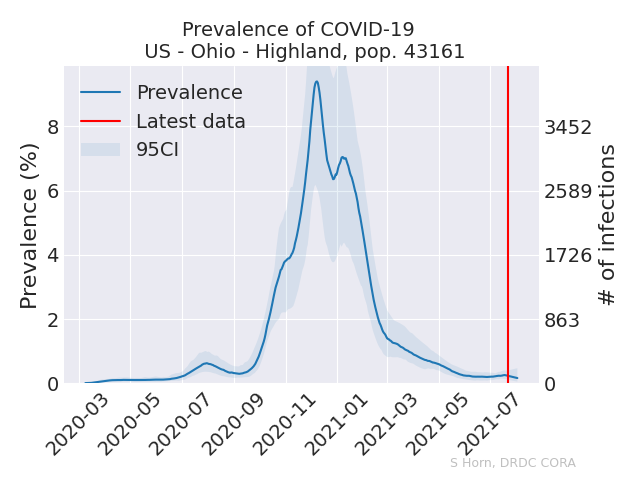 Prevalence of COVID-19
US - Ohio - Highland, pop. 43161
Prevalence
Latest data
95CI
Prevalence (%)
8
6
4
2
0
3452
2589
1726
863
0
# of infections
2020-03
2020-05
2020-07
2020-09
2020-11
2021-01
2021-03
2021-05
2021-07
S Horn, DRDC CORA